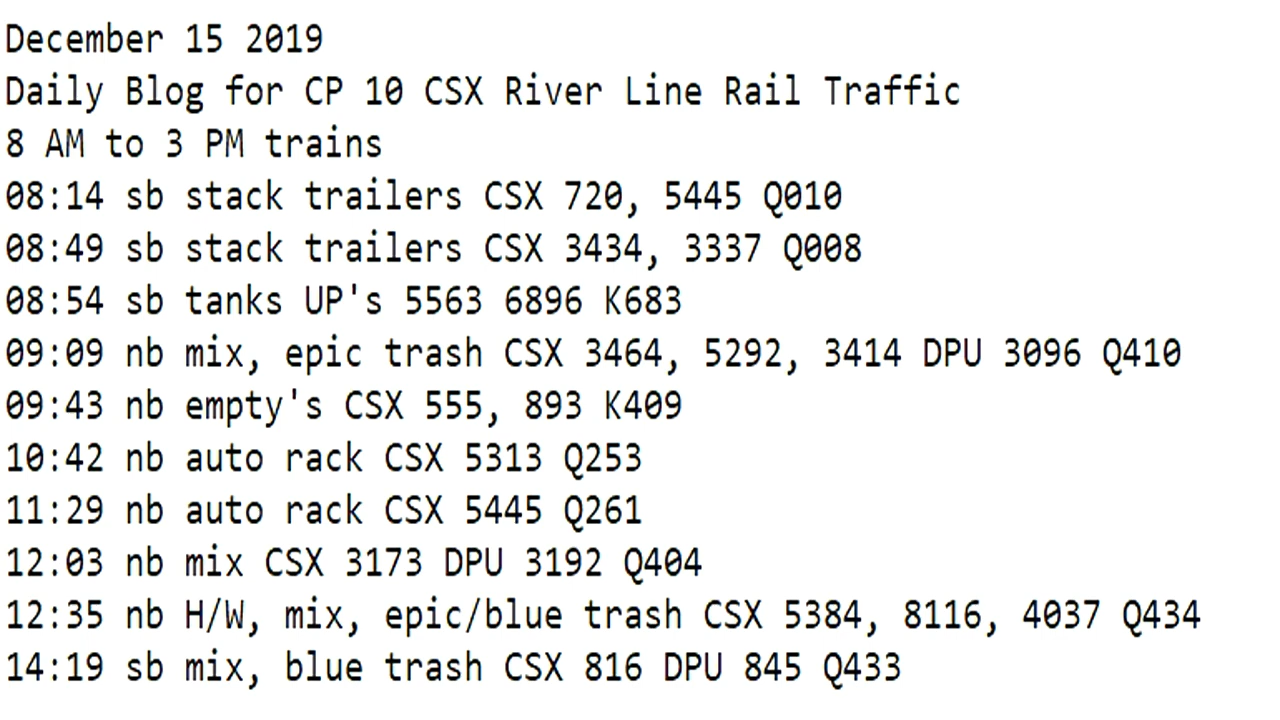 December 15 2019
Daily Blog for CP 10 CSX River Line Rail Traffic
8 AM to 3 PM trains
08:14 sb stack trailers CSX 720, 5445 Q010
08:49 sb stack trailers CSX 3434, 3337 Q008
08:54 sb tanks UP's 5563 6896 K683
09:09 nb mix, epic trash CSX 3464, 5292, 3414 DPU 3096 Q410
09:43 nb empty's CSX 555, 893 K409
10:42 nb auto rack CSX 5313 Q253
11:29 nb auto rack CSX 5445 Q261
12:03 nb mix CSX 3173 DPU 3192 Q404
12:35 nb H/W, mix, epic/blue trash CSX 5384, 8116, 4037 Q434
14:19 sb mix, blue trash CSX 816 DPU 845 Q433